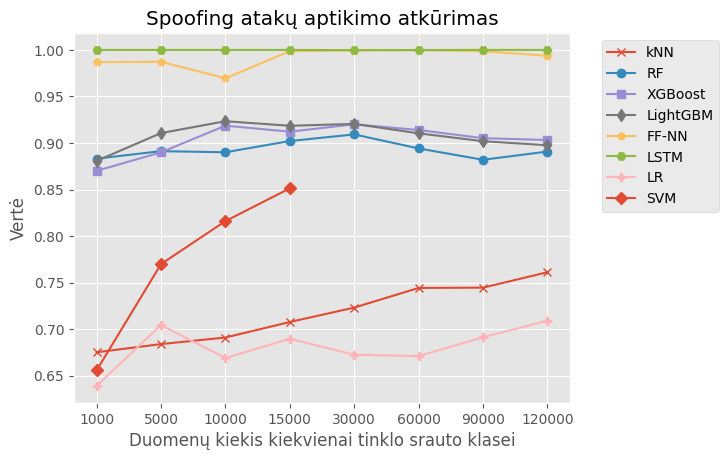 Spoofing atakų aptikimo atkūrimas
1.00
0.95
0.90
0.85
0.80
0.75
0.70
0.65
Vertė
1000 5000 10000 15000 30000 60000 90000 120000
Duomenų kiekis kiekvienai tinklo srauto klasei
kNN
RF
XGBoost
LightGBM
FF-NN
LSTM
LR
SVM